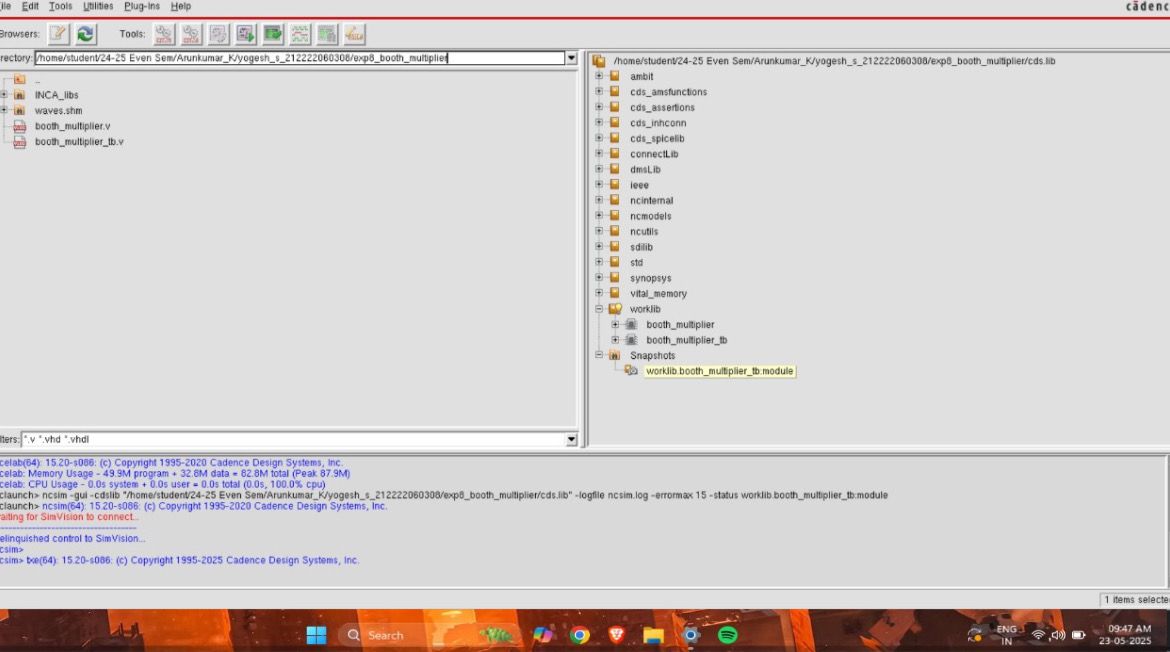 ile Edit Tools Utilities Plug-Ins Help
cādenc
Browsers: Tools:
rectory: /home/student/24-25 Even Sem/Arunkumar_K/yogesh_s_212222060308/exp8_booth_multiplier
..
INCA_libs
waves.shm
booth_multiplier.v
booth_multiplier_tb.v
/home/student/24-25 Even Sem/Arunkumar_K/yogesh_s_212222060308/exp8_booth_multiplier/cds.lib
ambit
cds_amsfunctions
cds_assertions
cds_inhconn
cds_spicelib
connectLib
dmsLib
ieee
ncinternal
ncmodels
ncutils
sdilib
std
synopsys
vital_memory
worklib
booth_multiplier
booth_multiplier_tb
Snapshots
worklib.booth_multiplier_tb:module
lters: *.v *.vhd *.vhdl
celab(64): 15.20-s086: (c) Copyright 1995-2020 Cadence Design Systems, Inc.
celab: Memory Usage - 49.9M program + 32.8M data = 82.8M total (Peak 87.9M)
celab: CPU Usage - 0.0s system + 0.0s user = 0.0s total (0.0s, 100.0% cpu)
claunch> ncsim -gui -cdslib "/home/student/24-25 Even Sem/Arunkumar_K/yogesh_s_212222060308/exp8_booth_multiplier/cds.lib" -logfile ncsim.log -errormax 15 -status worklib.booth_multiplier_tb:module
claunch> ncsim(64): 15.20-s086: (c) Copyright 1995-2020 Cadence Design Systems, Inc.
aiting for SimVision to connect...
-----------------------------------
elinquished control to SimVision...
csim>
csim> txe(64): 15.20-s086: (c) Copyright 1995-2025 Cadence Design Systems, Inc.
1 items selecte
Search
ENG
IN
09:47 AM
23-05-2025